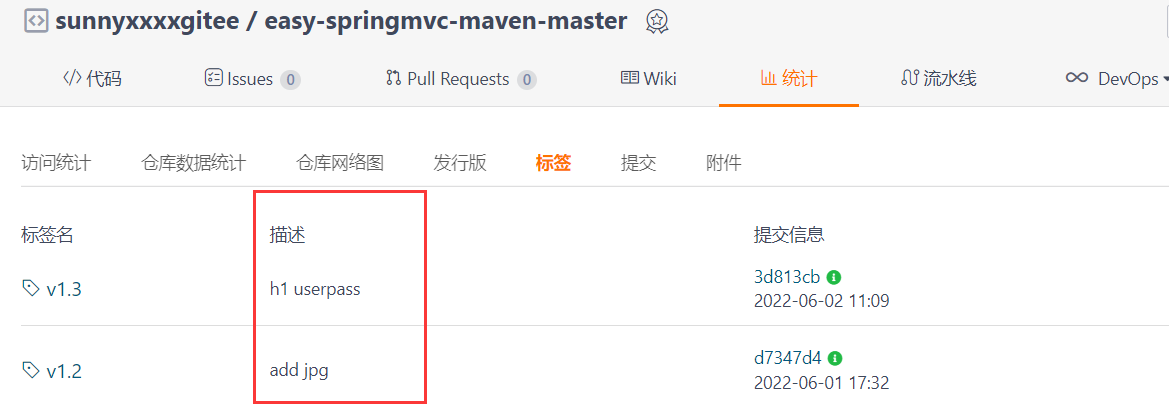 sunnyxxxxgitee / easy-springmvc-maven-master
代码 Issues 0 Pull Requests 0 Wiki 统计 流水线 DevOps
访问统计 仓库数据统计 仓库网络图 发行版 标签 提交 附件
标签名 描述 提交信息
v1.3 h1 userpass 3d813cb
2022-06-02 11:09
v1.2 add jpg d7347d4
2022-06-01 17:32